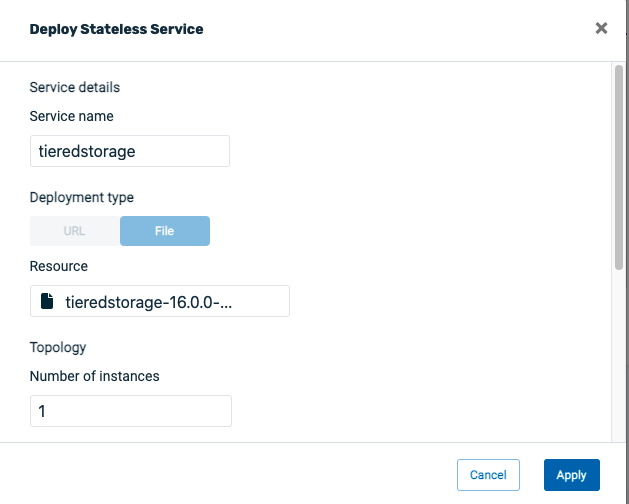 Deploy Stateless Service
Service details
Service name
tieredstorage
Deployment type
URL File
Resource
tieredstorage-16.0.0-...
Topology
Number of instances
1
Cancel Apply